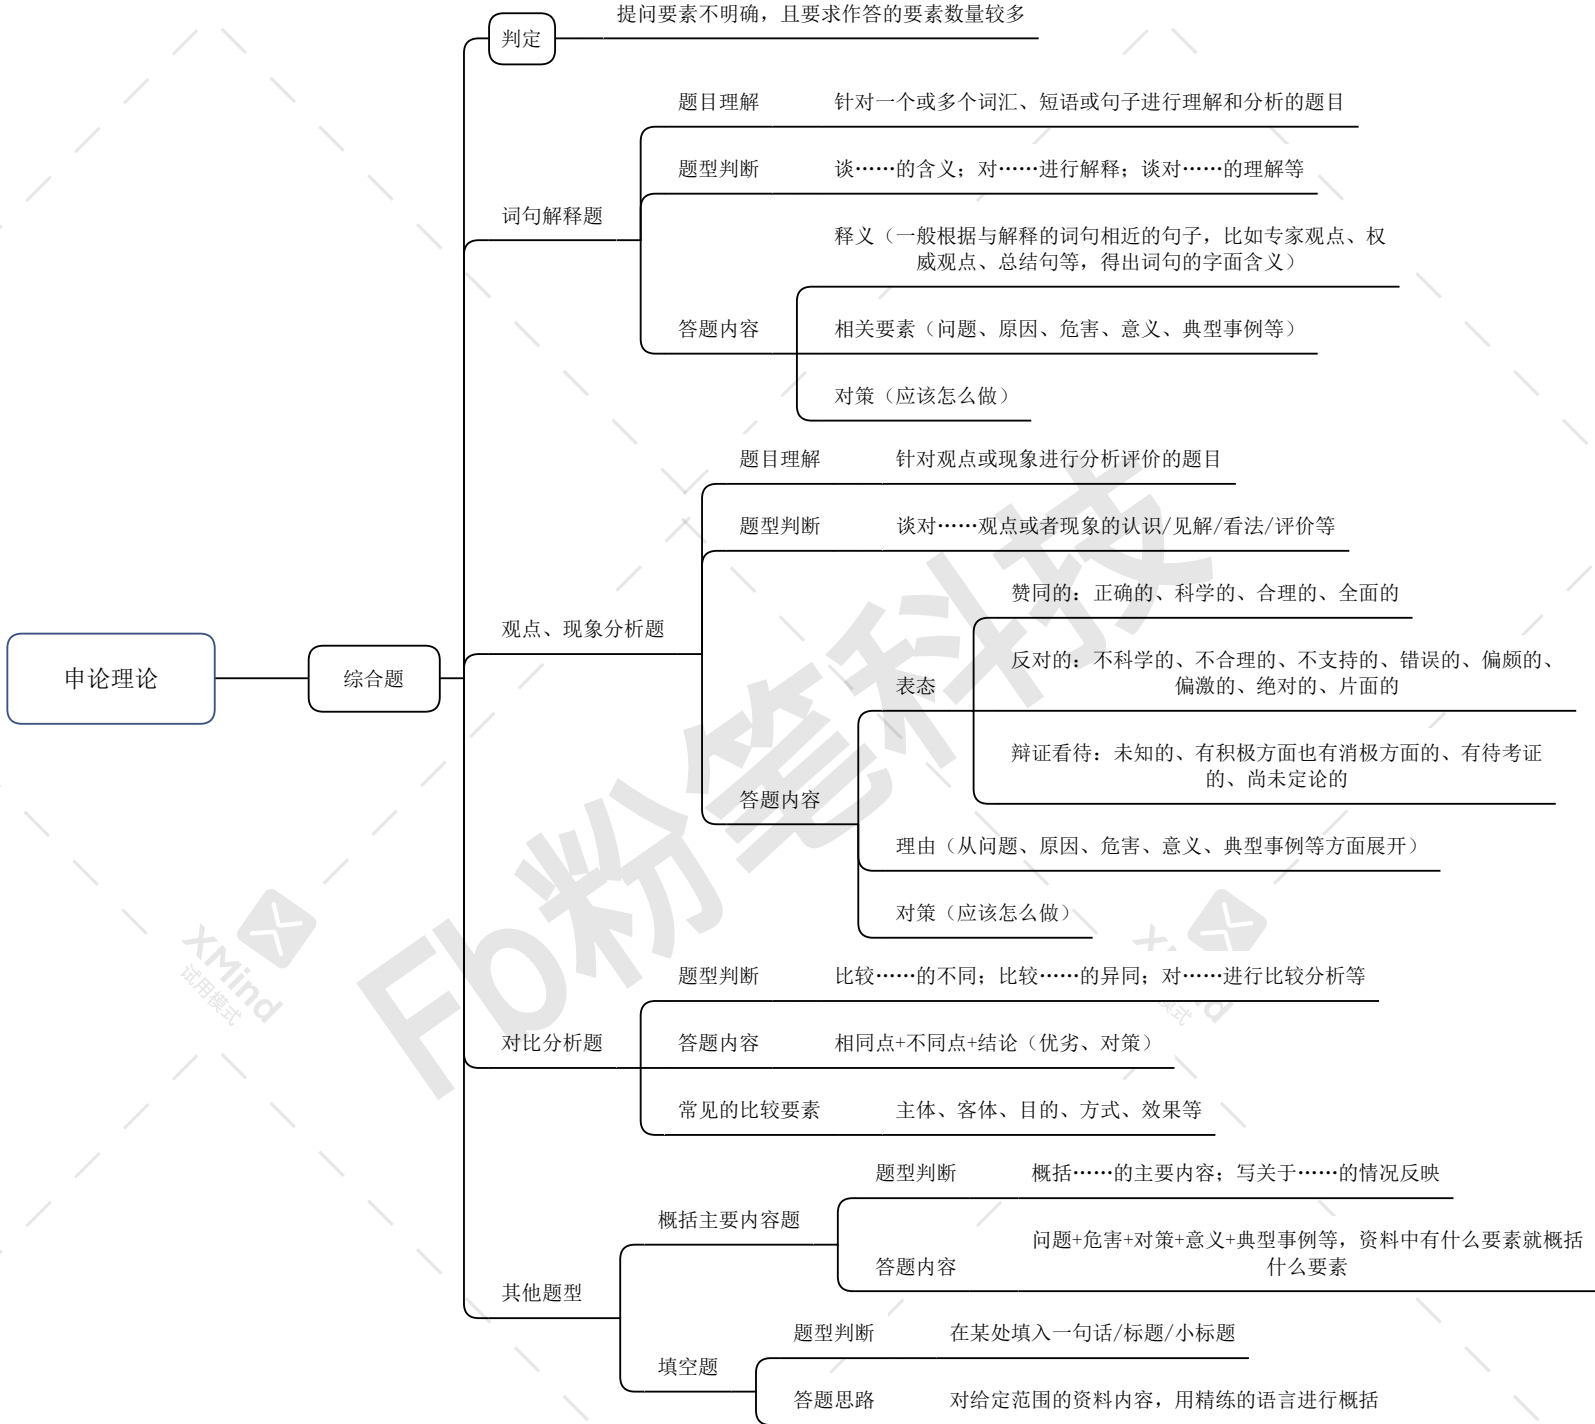 提问要素不明确，且要求作答的要素数量较多
判定
题目理解
针对一个或多个词汇、短语或句子进行理解和分析的题目
题型判断
谈……的含义；对……进行解释；谈对……的理解等
词句解释题
释义（一般根据与解释的词句相近的句子，比如专家观点、权
威观点、总结句等，得出词句的字面含义）
答题内容
相关要素（问题、原因、危害、意义、典型事例等）
对策（应该怎么做）
题目理解
针对观点或现象进行分析评价的题目
题型判断
谈对……观点或者现象的认识/见解/看法/评价等
赞同的：正确的、科学的、合理的、全面的
观点、现象分析题
反对的：不科学的、不合理的、不支持的、错误的、偏颇的、
偏激的、绝对的、片面的
表态
申论理论
综合题
辩证看待：未知的、有积极方面也有消极方面的、有待考证
的、尚未定论的
答题内容
理由（从问题、原因、危害、意义、典型事例等方面展开）
对策（应该怎么做）
题型判断
比较……的不同；比较……的异同；对……进行比较分析等
对比分析题
答题内容
相同点+不同点+结论（优劣、对策）
常见的比较要素
主体、客体、目的、方式、效果等
题型判断
概括……的主要内容；写关于……的情况反映
概括主要内容题
答题内容
问题+危害+对策+意义+典型事例等，资料中有什么要素就概括
什么要素
其他题型
题型判断
在某处填入一句话/标题/小标题
填空题
答题思路
对给定范围的资料内容，用精练的语言进行概括
Fb粉笔科技
XMind
试用模式